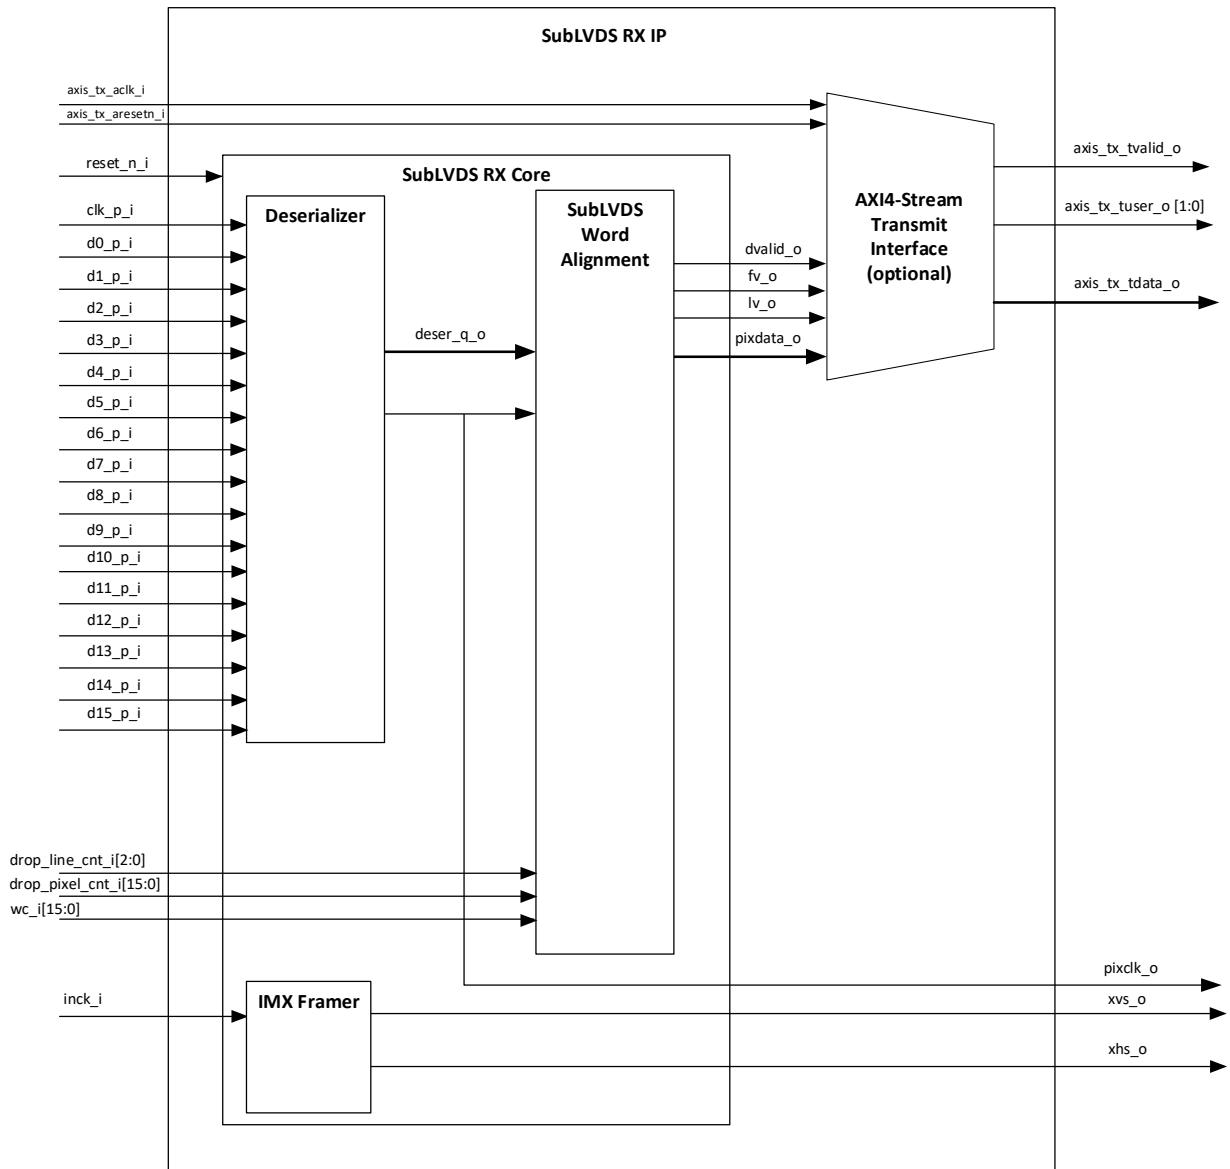 SubLVDS RX IP
axis_tx_aclk_i
axis_tx_aresetn_i
reset_n_i
SubLVDS RX Core
clk_p_i
d0_p_i
d1_p_i
d2_p_i
d3_p_i
d4_p_i
d5_p_i
d6_p_i
d7_p_i
d8_p_i
d9_p_i
d10_p_i
d11_p_i
d12_p_i
d13_p_i
d14_p_i
d15_p_i
Deserializer
deser_q_o
SubLVDS
Word
Alignment
dvalid_o
fv_o
lv_o
pixdata_o
AXI4-Stream
Transmit
Interface
(optional)
axis_tx_tvalid_o
axis_tx_tuser_o [1:0]
axis_tx_tdata_o
drop_line_cnt_i[2:0]
drop_pixel_cnt_i[15:0]
wc_i[15:0]
inck_i
IMX Framer
pixclk_o
xvs_o
xhs_o